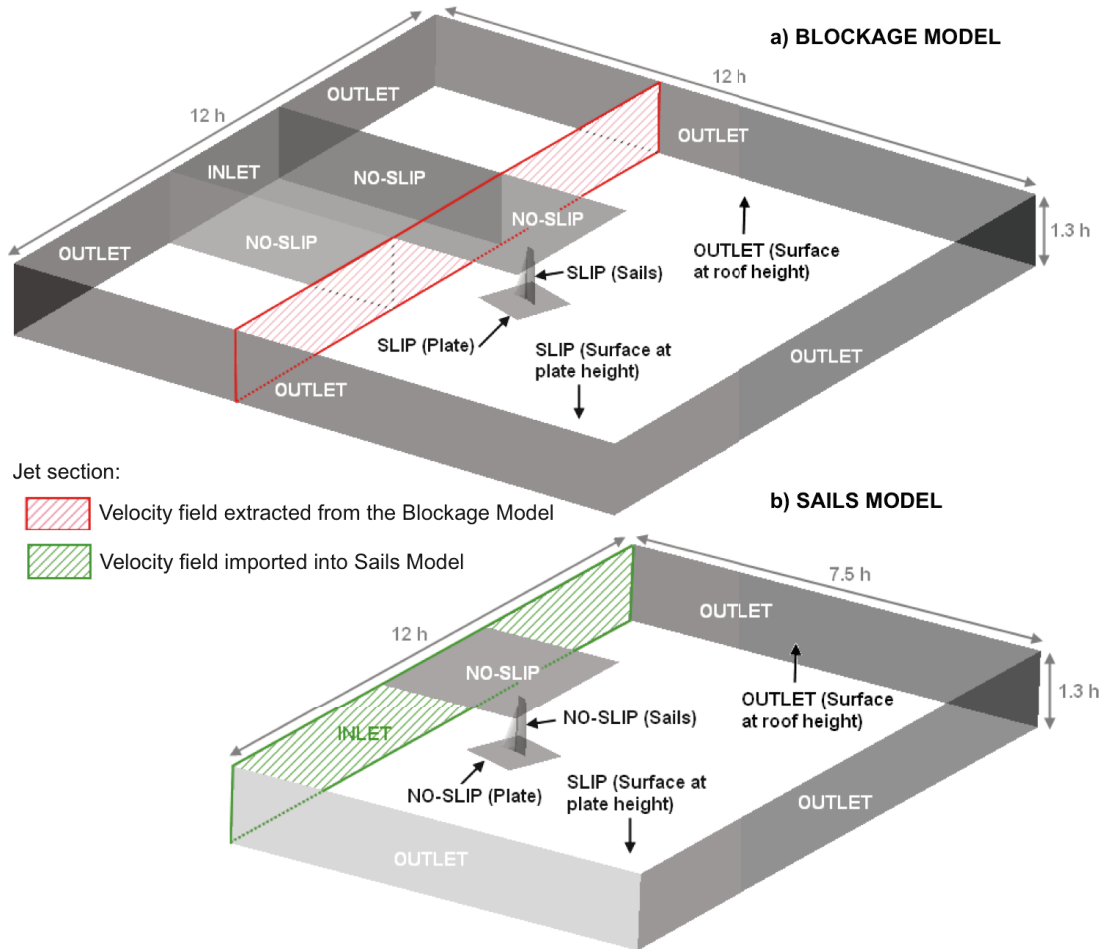 a) BLOCKAGE MODEL
12 h
12 h
OUTLET
OUTLET
INLET
NO-SLIP
NO-SLIP
1.3 h
OUTLET
NO-SLIP
OUTLET (Surface
at roof height)
SLIP (Sails)
SLIP (Plate)
SLIP (Surface at
plate height)
OUTLET
OUTLET
Jet section:
Velocity field extracted from the Blockage Model
Velocity field imported into Sails Model
b) SAILS MODEL
7.5 h
12 h
OUTLET
NO-SLIP
1.3 h
OUTLET (Surface
at roof height)
NO-SLIP (Sails)
INLET
NO-SLIP (Plate)
SLIP (Surface at
plate height)
OUTLET
OUTLET